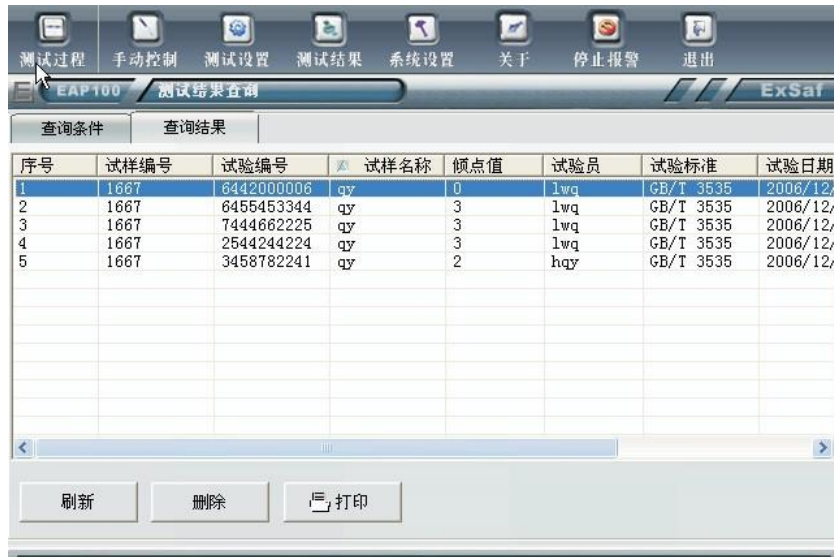 测试过程 手动控制 测试设置 测试结果 系统设置 关于 停止报警 退出
EAP100 测试结果查询 ExSaf
查询条件 查询结果
序号 试样编号 试验编号 试样名称 倾点值 试验员 试验标准 试验日期
1 1667 6442000006 qy 0 lwq GB/T 3535 2006/12/
2 1667 6455453344 qy 3 lwq GB/T 3535 2006/12/
3 1667 7444662225 qy 3 lwq GB/T 3535 2006/12/
4 1667 2544244224 qy 3 lwq GB/T 3535 2006/12/
5 1667 3458782241 qy 2 hqy GB/T 3535 2006/12/
刷新 删除 打印